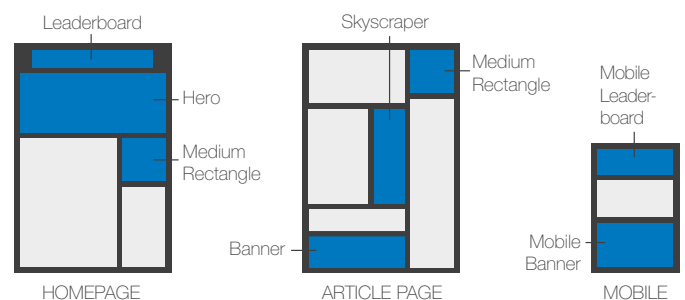 Leaderboard
Hero
Medium
Rectangle
HOMEPAGE
Skyscraper
Medium
Rectangle
Banner
ARTICLE PAGE
Mobile
Leader-
board
Mobile
Banner
MOBILE